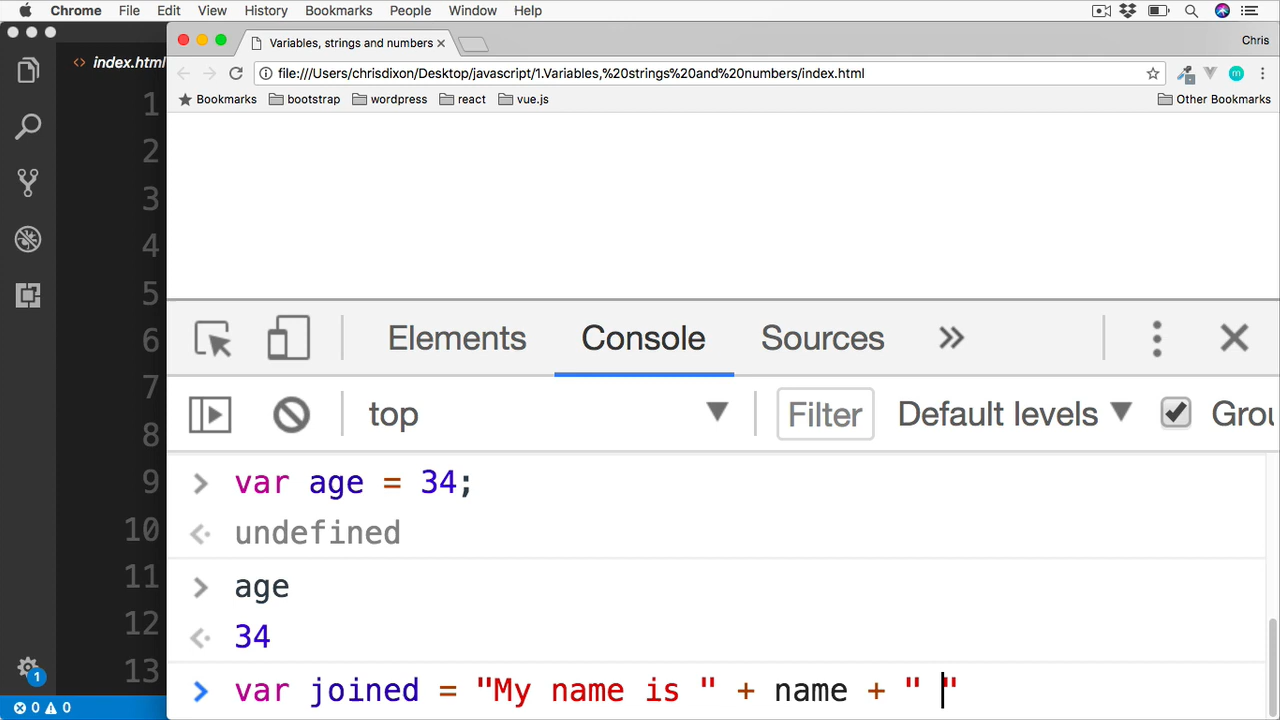 Chrome File Edit View History Bookmarks People Window Help
Variables, strings and numbers
Chris
file:///Users/chrisdixon/Desktop/javascript/1.Variables,%20strings%20and%20numbers/index.html
Bookmarks bootstrap wordpress react vue.js Other Bookmarks
<> index.html
1
2
3
4
5
6
7
8
9
10
11
12
13
Elements Console Sources »
top Filter Default levels Grou
> var age = 34;
undefined
> age
34
> var joined = "My name is " + name + " "
1
0 0
m